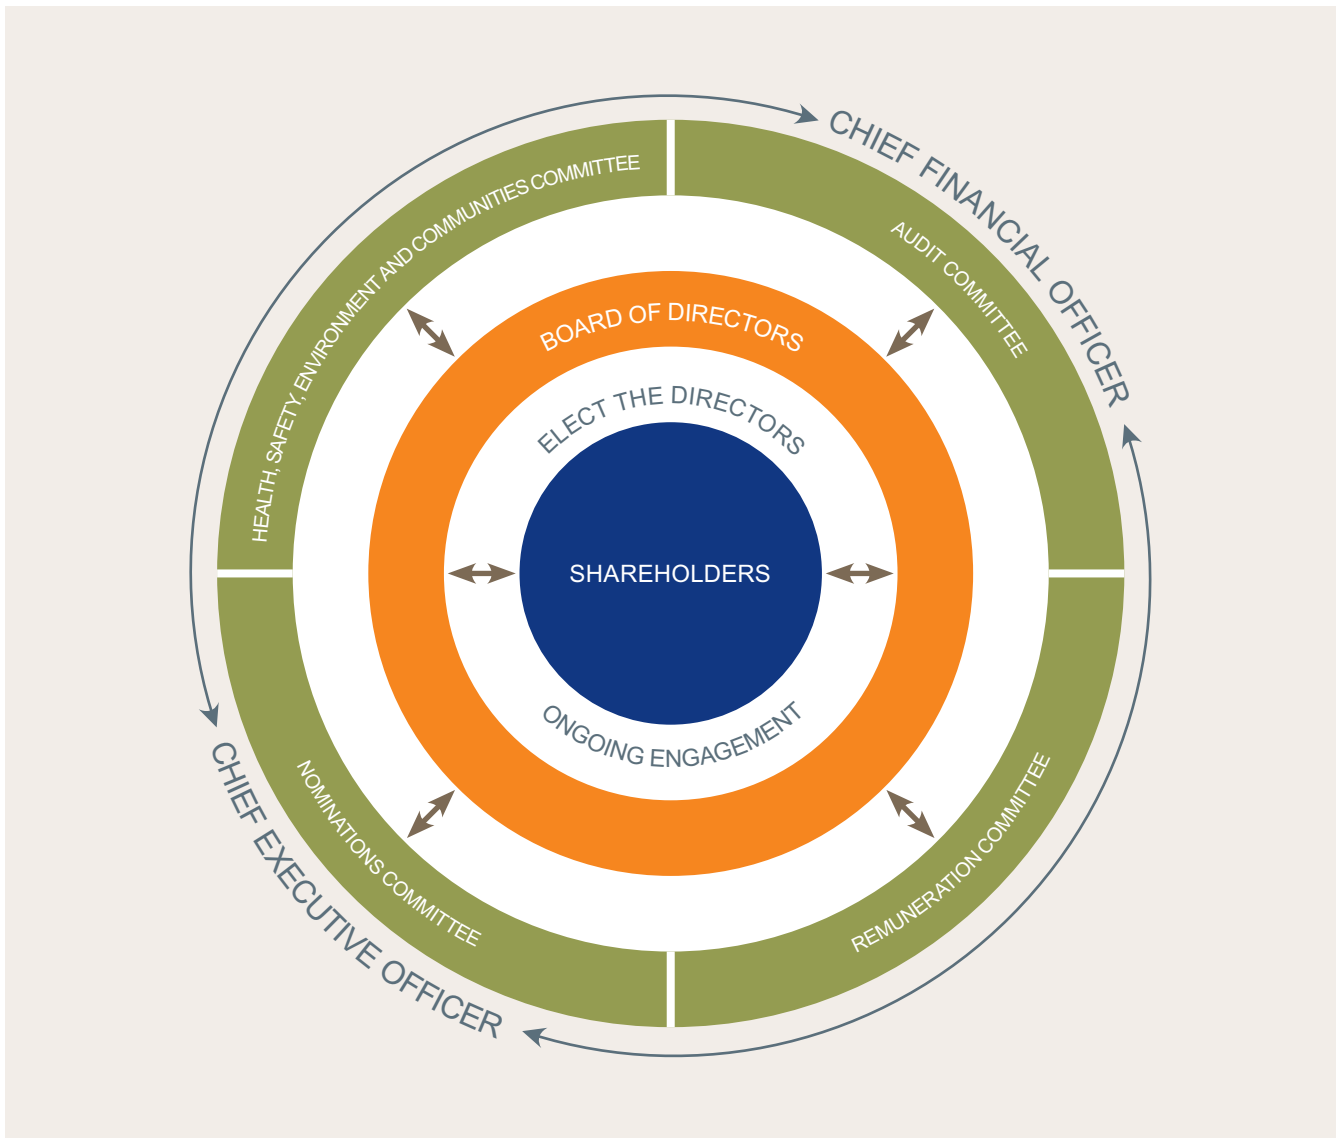 CHIEF FINANCIAL OFFICER
HEALTH, SAFETY, ENVIRONMENT AND COMMUNITIES COMMITTEE
AUDIT COMMITTEE
BOARD OF DIRECTORS
ELECT THE DIRECTORS
SHAREHOLDERS
ONGOING ENGAGEMENT
NOMINATIONS COMMITTEE
REMUNERATION COMMITTEE
CHIEF EXECUTIVE OFFICER